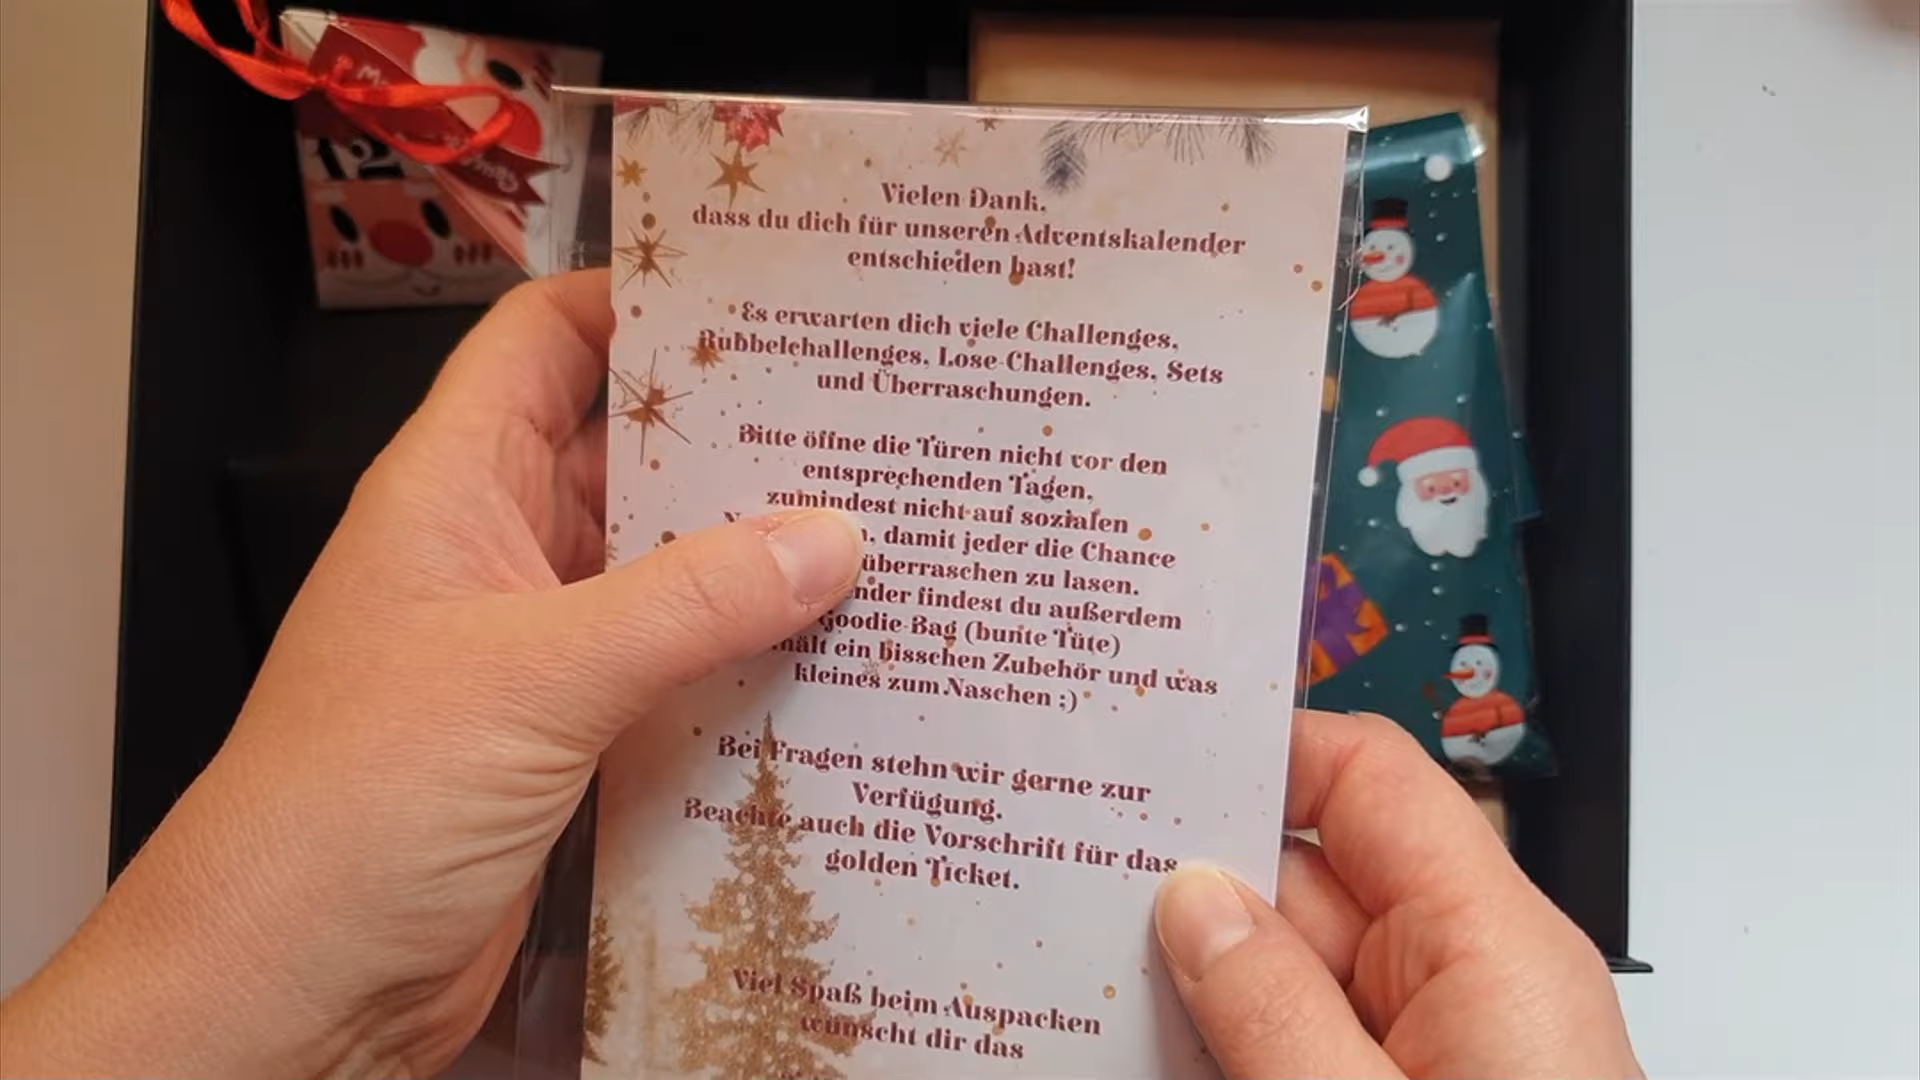 Vielen Dank,
dass du dich für unseren Adventskalender
entschieden hast!
Es erwarten dich viele Challenges,
Rubbelchallenges, Lose-Challenges, Sets
und Überraschungen.
Bitte öffne die Türen nicht vor den
entsprechenden Tagen,
zumindest nicht auf sozialen
damit jeder die Chance
überraschen zu lasen.
findest du außerdem
Goodie-Bag (bunte Tüte)
ein bisschen Zubehör und was
kleines zum Naschen ;)
Bei Fragen stehn wir gerne zur
Verfügung.
Beachte auch die Vorschrift für das
golden Ticket.
Viel Spaß beim Auspacken
wünscht dir das